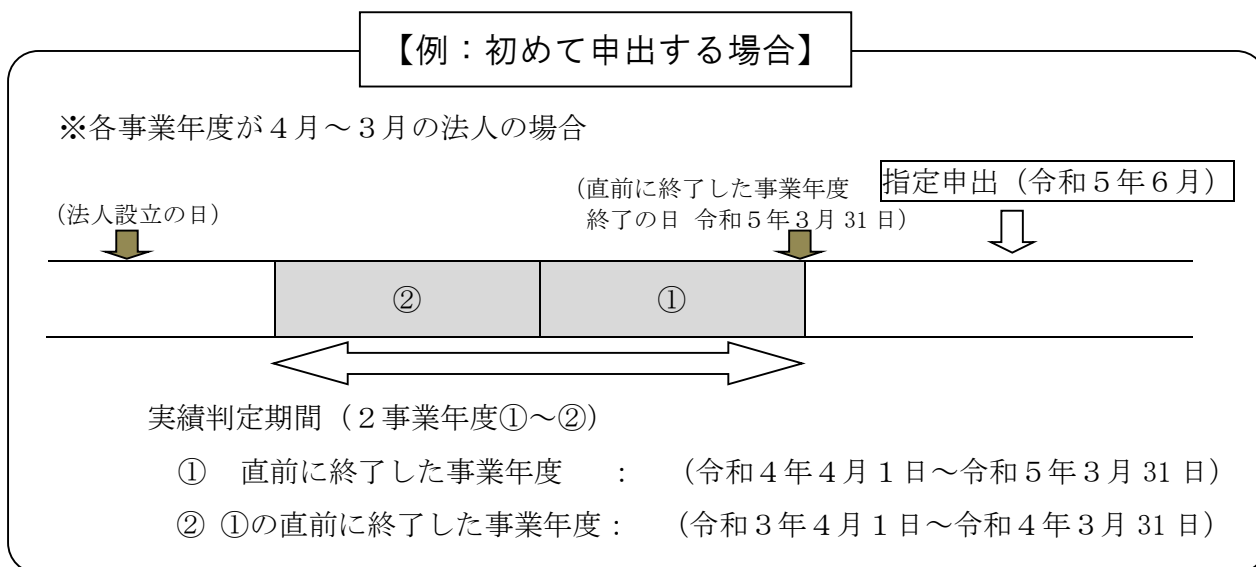 【例：初めて申出する場合】
※各事業年度が４月～３月の法人の場合
（直前に終了した事業年度
終了の日 令和５年３月 31 日）
指定申出（令和５年６月）
（法人設立の日）
②
①
実績判定期間（２事業年度①～②）
①　直前に終了した事業年度　：　（令和４年４月１日～令和５年３月 31 日）
② ①の直前に終了した事業年度：　（令和３年４月１日～令和４年３月 31 日）